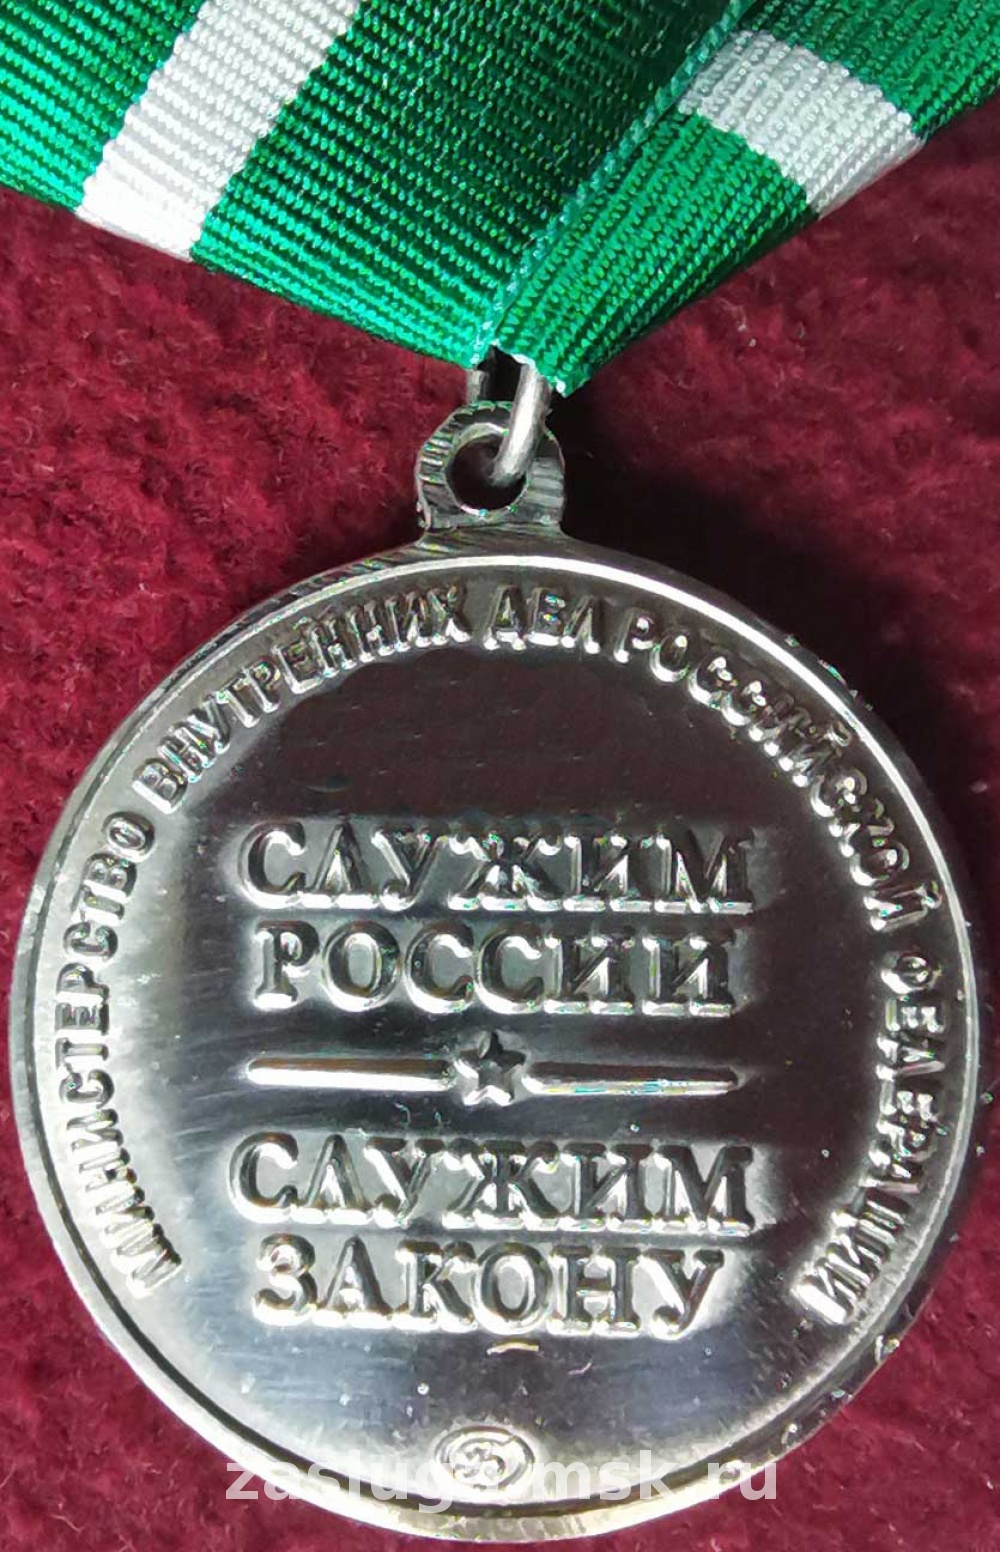 МИНИСТЕРСТВО ВНУТРЕННИХ ДЕЛ РОССИЙСКОЙ ФЕДЕРАЦИИ
СЛУЖИМ
РОССИИ
СЛУЖИМ
ЗАКОНУ
zasluga-msk.ru